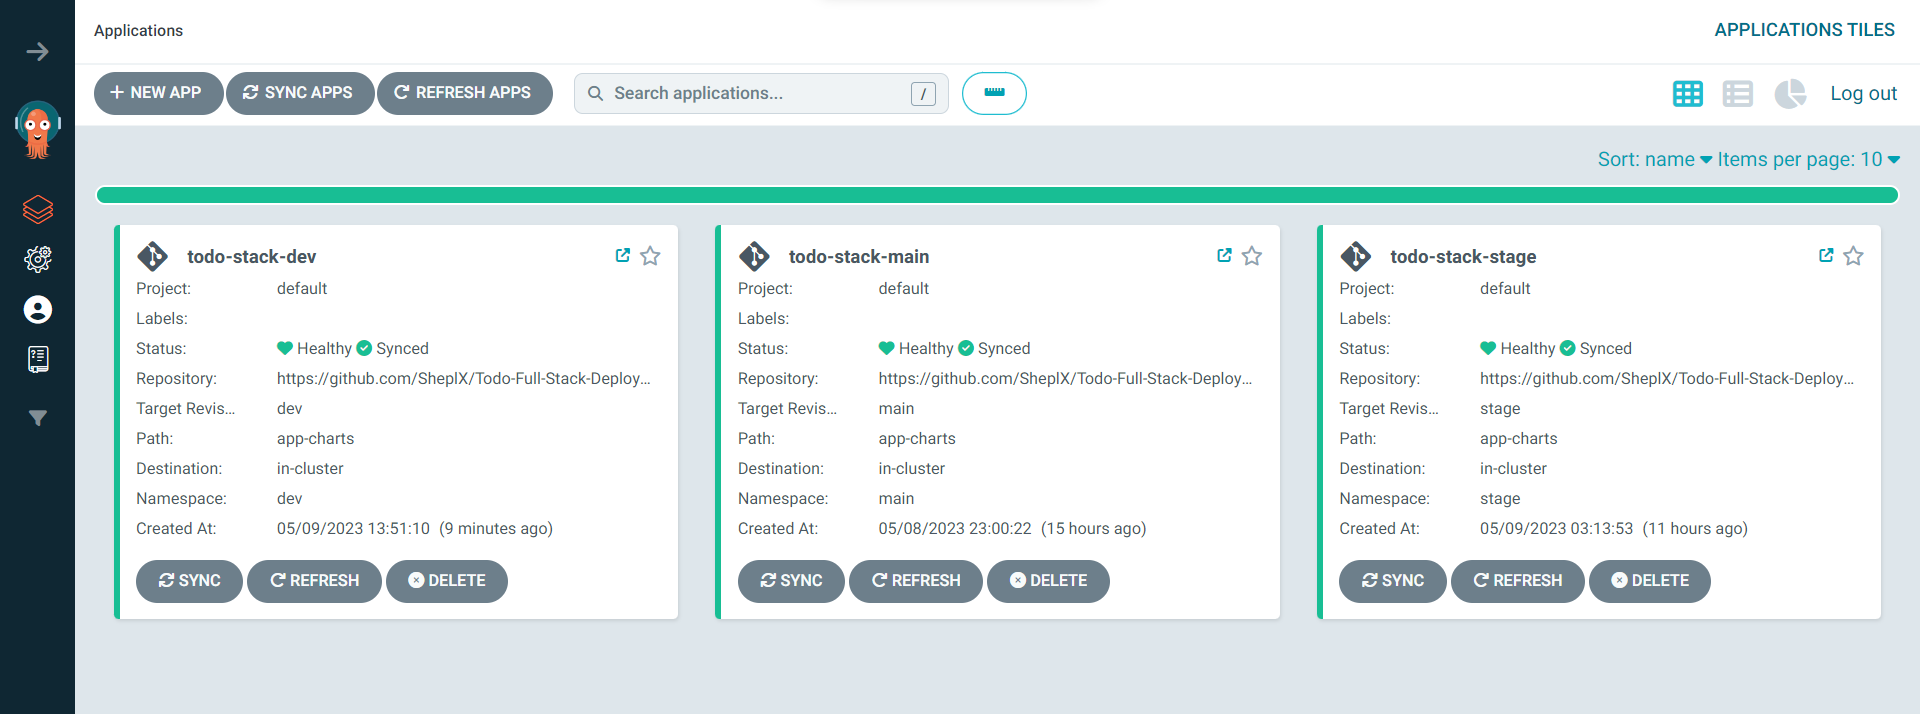 Applications
APPLICATIONS TILES
NEW APP
SYNC APPS
REFRESH APPS
Search applications...
/
Log out
Sort: name Items per page: 10
todo-stack-dev
Project: default
Labels:
Status: Healthy Synced
Repository: https://github.com/SheplX/Todo-Full-Stack-Deploy...
Target Revis... dev
Path: app-charts
Destination: in-cluster
Namespace: dev
Created At: 05/09/2023 13:51:10 (9 minutes ago)
SYNC REFRESH DELETE
todo-stack-main
Project: default
Labels:
Status: Healthy Synced
Repository: https://github.com/SheplX/Todo-Full-Stack-Deploy...
Target Revis... main
Path: app-charts
Destination: in-cluster
Namespace: main
Created At: 05/08/2023 23:00:22 (15 hours ago)
SYNC REFRESH DELETE
todo-stack-stage
Project: default
Labels:
Status: Healthy Synced
Repository: https://github.com/SheplX/Todo-Full-Stack-Deploy...
Target Revis... stage
Path: app-charts
Destination: in-cluster
Namespace: stage
Created At: 05/09/2023 03:13:53 (11 hours ago)
SYNC REFRESH DELETE